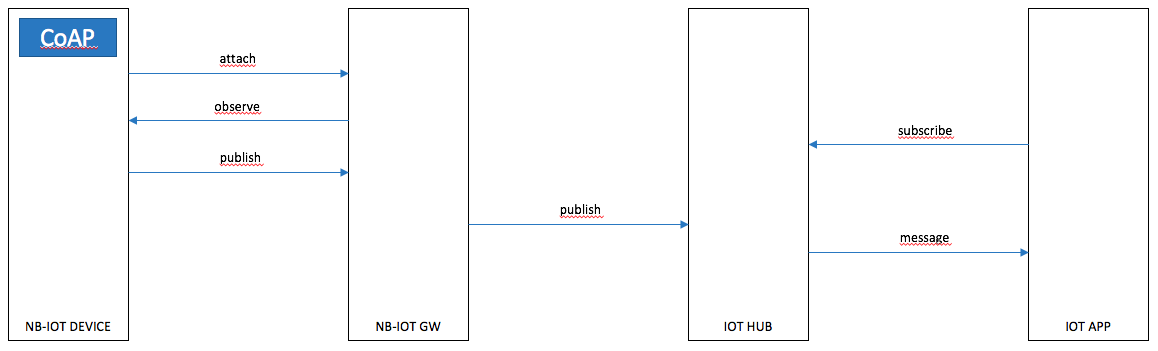 CoAP
attach
observe
subscribe
publish
publish
message
NB-IOT DEVICE
NB-IOT GW
IOT HUB
IOT APP